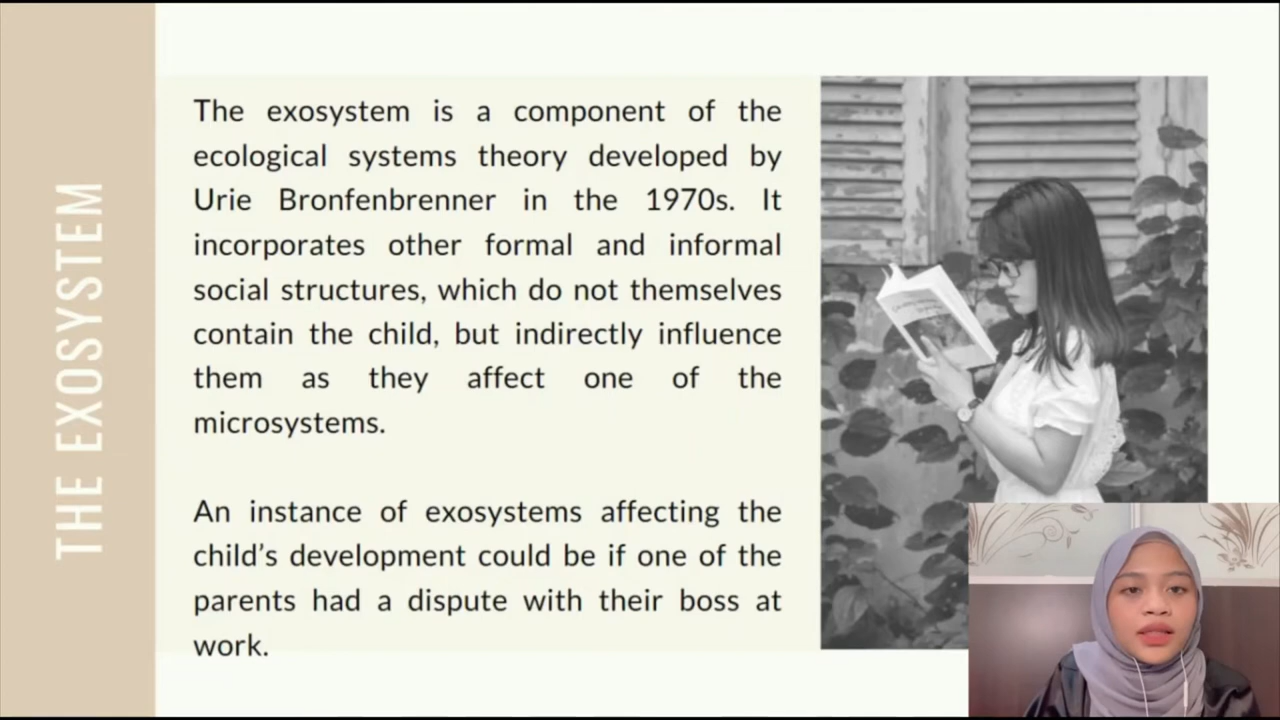 THE EXOSYSTEM
The exosystem is a component of the
ecological systems theory developed by
Urie Bronfenbrenner in the 1970s. It
incorporates other formal and informal
social structures, which do not themselves
contain the child, but indirectly influence
them as they affect one of the
microsystems.
An instance of exosystems affecting the
child’s development could be if one of the
parents had a dispute with their boss at
work.